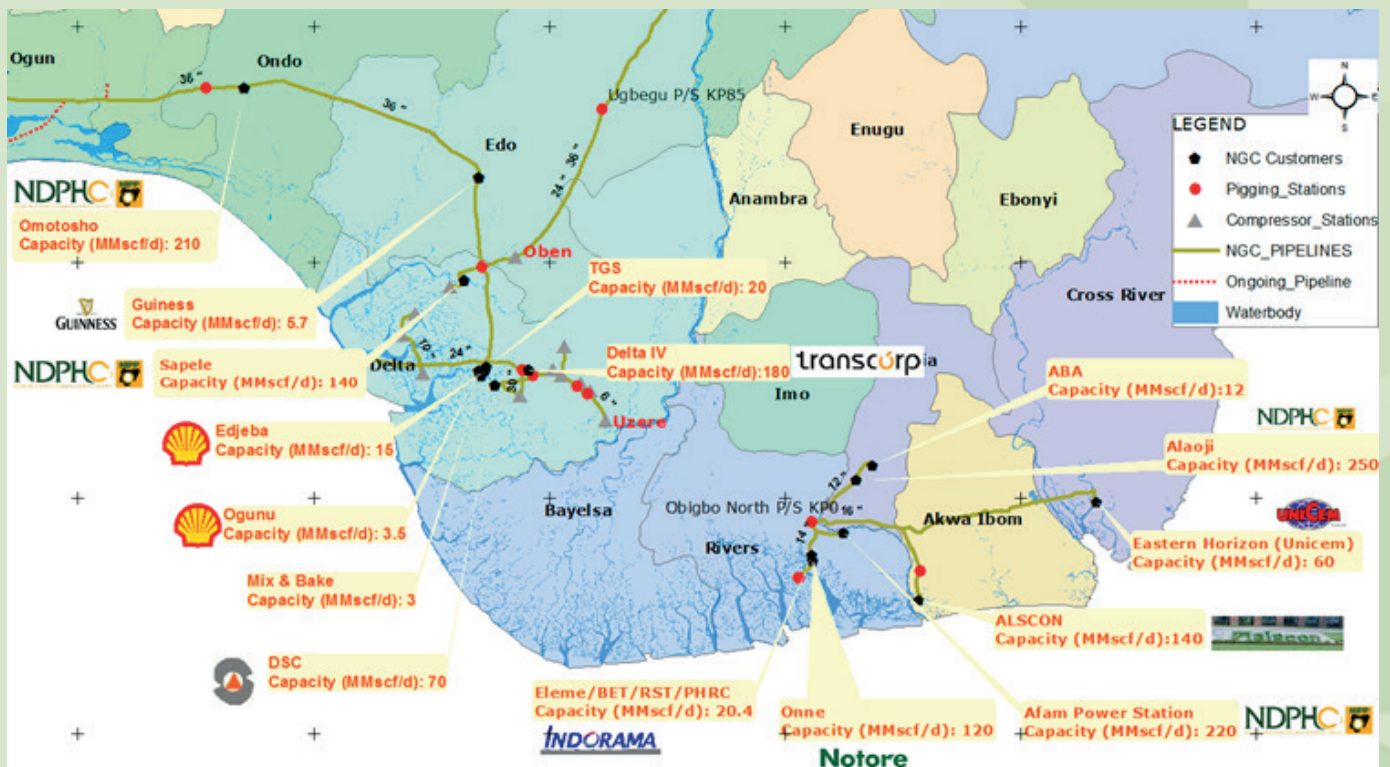 Ogun
Ondo
36 "
36 "
Ugbegu P/S KP85
Edo
24 " 36 "
Enugu
Anambra
Ebonyi
N
W
E
S
LEGEND
NGC Customers
Pigging_Stations
Compressor_Stations
NGC_PIPELINES
Ongoing_Pipeline
Waterbody
NDPHC
Omotosho
Capacity (MMscf/d): 210
Oben
TGS
Capacity (MMscf/d): 20
Cross River
GUINNESS
Guiness
Capacity (MMscf/d): 5.7
NDPHC
Sapele
Capacity (MMscf/d): 140
10 "
24 "
Delta
30 "
6 "
Delta IV
Capacity (MMscf/d):180
transcorp
ia
Imo
Uzere
ABA
Capacity (MMscf/d):12
NDPHC
Edjeba
Capacity (MMscf/d): 15
Alaoji
Capacity (MMscf/d): 250
12 "
16 "
14 "
Obigbo North P/S KP0
Bayelsa
Rivers
Akwa Ibom
Ogunu
Capacity (MMscf/d): 3.5
UNICEM
Eastern Horizon (Unicem)
Capacity (MMscf/d): 60
Mix & Bake
Capacity (MMscf/d): 3
ALSCON
Capacity (MMscf/d):140
DSC
Capacity (MMscf/d): 70
Eleme/BET/RST/PHRC
Capacity (MMscf/d): 20.4
INDORAMA
Onne
Capacity (MMscf/d): 120
Notore
Afam Power Station
Capacity (MMscf/d): 220
NDPHC